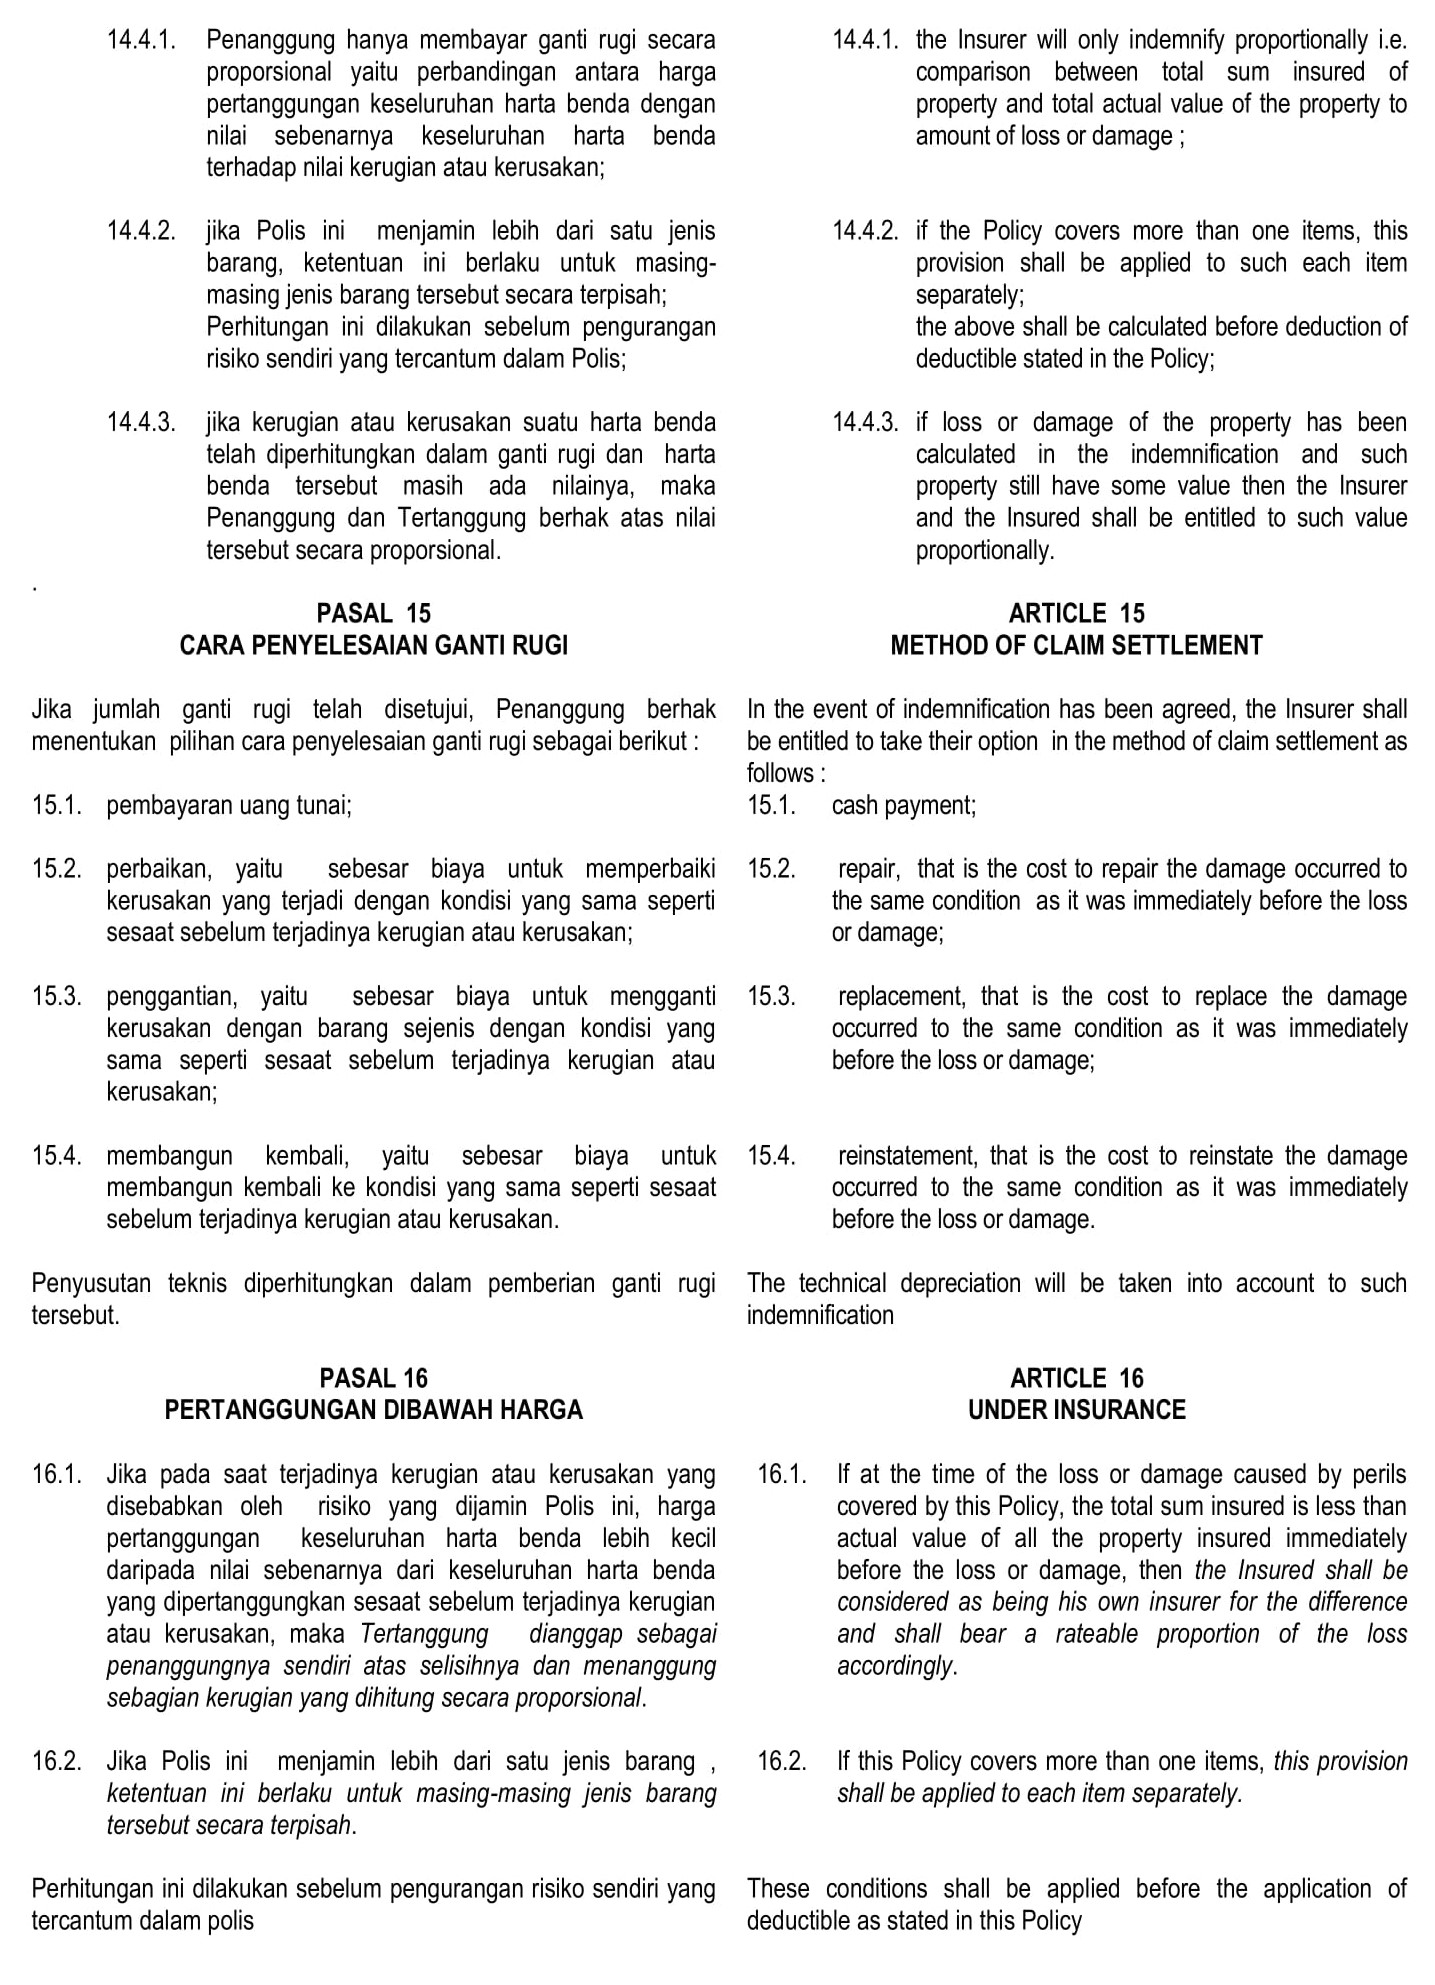 14.4.1. Penanggung hanya membayar ganti rugi secara
proporsional yaitu perbandingan antara harga
pertanggungan keseluruhan harta benda dengan
nilai sebenarnya keseluruhan harta benda
terhadap nilai kerugian atau kerusakan;
14.4.2. jika Polis ini menjamin lebih dari satu jenis
barang, ketentuan ini berlaku untuk masing-
masing jenis barang tersebut secara terpisah;
Perhitungan ini dilakukan sebelum pengurangan
risiko sendiri yang tercantum dalam Polis;
14.4.3. jika kerugian atau kerusakan suatu harta benda
telah diperhitungkan dalam ganti rugi dan harta
benda tersebut masih ada nilainya, maka
Penanggung dan Tertanggung berhak atas nilai
tersebut secara proporsional.
.
PASAL 15
CARA PENYELESAIAN GANTI RUGI
Jika jumlah ganti rugi telah disetujui, Penanggung berhak
menentukan pilihan cara penyelesaian ganti rugi sebagai berikut :
15.1. pembayaran uang tunai;
15.2. perbaikan, yaitu sebesar biaya untuk memperbaiki
kerusakan yang terjadi dengan kondisi yang sama seperti
sesaat sebelum terjadinya kerugian atau kerusakan;
15.3. penggantian, yaitu sebesar biaya untuk mengganti
kerusakan dengan barang sejenis dengan kondisi yang
sama seperti sesaat sebelum terjadinya kerugian atau
kerusakan;
15.4. membangun kembali, yaitu sebesar biaya untuk
membangun kembali ke kondisi yang sama seperti sesaat
sebelum terjadinya kerugian atau kerusakan.
Penyusutan teknis diperhitungkan dalam pemberian ganti rugi
tersebut.
PASAL 16
PERTANGGUNGAN DIBAWAH HARGA
16.1. Jika pada saat terjadinya kerugian atau kerusakan yang
disebabkan oleh risiko yang dijamin Polis ini, harga
pertanggungan keseluruhan harta benda lebih kecil
daripada nilai sebenarnya dari keseluruhan harta benda
yang dipertanggungkan sesaat sebelum terjadinya kerugian
atau kerusakan, maka Tertanggung dianggap sebagai
penanggungnya sendiri atas selisihnya dan menanggung
sebagian kerugian yang dihitung secara proporsional.
16.2. Jika Polis ini menjamin lebih dari satu jenis barang ,
ketentuan ini berlaku untuk masing-masing jenis barang
tersebut secara terpisah.
Perhitungan ini dilakukan sebelum pengurangan risiko sendiri yang
tercantum dalam polis
14.4.1. the Insurer will only indemnify proportionally i.e.
comparison between total sum insured of
property and total actual value of the property to
amount of loss or damage ;
14.4.2. if the Policy covers more than one items, this
provision shall be applied to such each item
separately;
the above shall be calculated before deduction of
deductible stated in the Policy;
14.4.3. if loss or damage of the property has been
calculated in the indemnification and such
property still have some value then the Insurer
and the Insured shall be entitled to such value
proportionally.
ARTICLE 15
METHOD OF CLAIM SETTLEMENT
In the event of indemnification has been agreed, the Insurer shall
be entitled to take their option in the method of claim settlement as
follows :
15.1. cash payment;
15.2. repair, that is the cost to repair the damage occurred to
the same condition as it was immediately before the loss
or damage;
15.3. replacement, that is the cost to replace the damage
occurred to the same condition as it was immediately
before the loss or damage;
15.4. reinstatement, that is the cost to reinstate the damage
occurred to the same condition as it was immediately
before the loss or damage.
The technical depreciation will be taken into account to such
indemnification
ARTICLE 16
UNDER INSURANCE
16.1. If at the time of the loss or damage caused by perils
covered by this Policy, the total sum insured is less than
actual value of all the property insured immediately
before the loss or damage, then the Insured shall be
considered as being his own insurer for the difference
and shall bear a rateable proportion of the loss
accordingly.
16.2. If this Policy covers more than one items, this provision
shall be applied to each item separately.
These conditions shall be applied before the application of
deductible as stated in this Policy